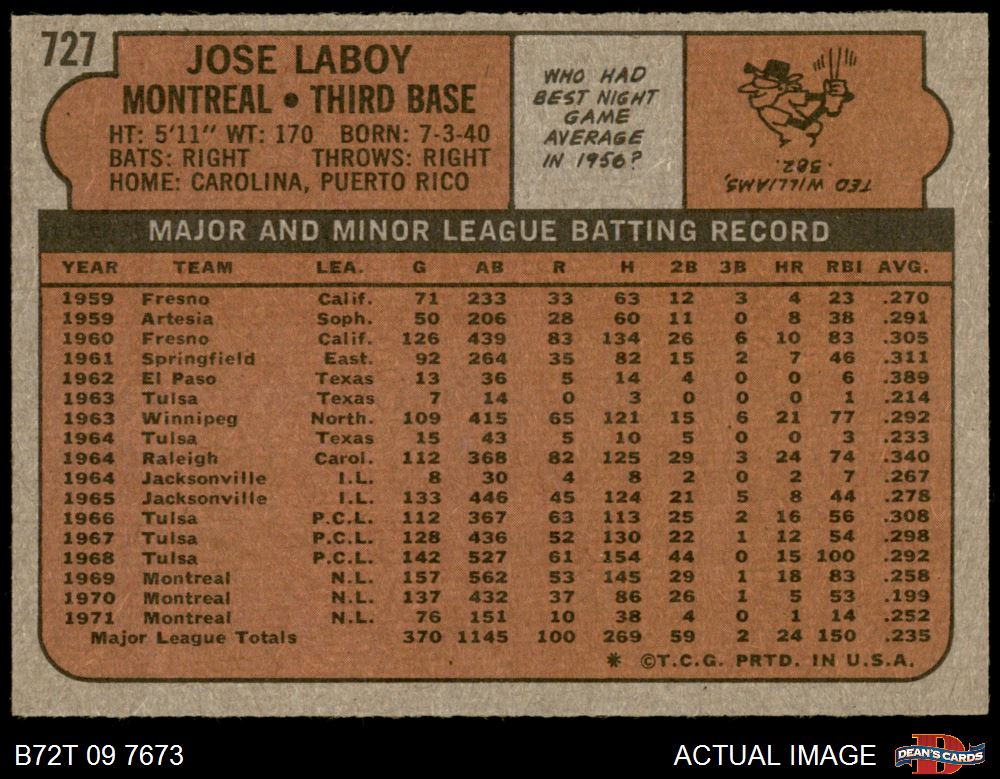 727
JOSE LABOY
MONTREAL • THIRD BASE
HT: 5'11" WT: 170 BORN: 7-3-40
BATS: RIGHT THROWS: RIGHT
HOME: CAROLINA, PUERTO RICO
WHO HAD
BEST NIGHT
GAME
AVERAGE
IN 1956?
TED WILLIAMS,
.382.
MAJOR AND MINOR LEAGUE BATTING RECORD
YEAR TEAM LEA. G AB R H 2B 3B HR RBI AVG.
1959 Fresno Calif. 71 233 33 63 12 3 4 23 .270
1959 Artesia Soph. 50 206 28 60 11 0 8 38 .291
1960 Fresno Calif. 126 439 83 134 26 6 10 83 .305
1961 Springfield East. 92 264 35 82 15 2 7 46 .311
1962 El Paso Texas 13 36 5 14 4 0 0 6 .389
1963 Tulsa Texas 7 14 0 3 0 0 0 1 .214
1963 Winnipeg North. 109 415 65 121 15 6 21 77 .292
1964 Tulsa Texas 15 43 5 10 5 0 0 3 .233
1964 Raleigh Carol. 112 368 82 125 29 3 24 74 .340
1964 Jacksonville I.L. 8 30 4 8 2 0 2 7 .267
1965 Jacksonville I.L. 133 446 45 124 21 5 8 44 .278
1966 Tulsa P.C.L. 112 367 63 113 25 2 16 56 .308
1967 Tulsa P.C.L. 128 436 52 130 22 1 12 54 .298
1968 Tulsa P.C.L. 142 527 61 154 44 0 15 100 .292
1969 Montreal N.L. 157 562 53 145 29 1 18 83 .258
1970 Montreal N.L. 137 432 37 86 26 1 5 53 .199
1971 Montreal N.L. 76 151 10 38 4 0 1 14 .252
Major League Totals 370 1145 100 269 59 2 24 150 .235
* ©T.C.G. PRTD. IN U.S.A.
B72T 09 7673
ACTUAL IMAGE
DEAN'S CARDS